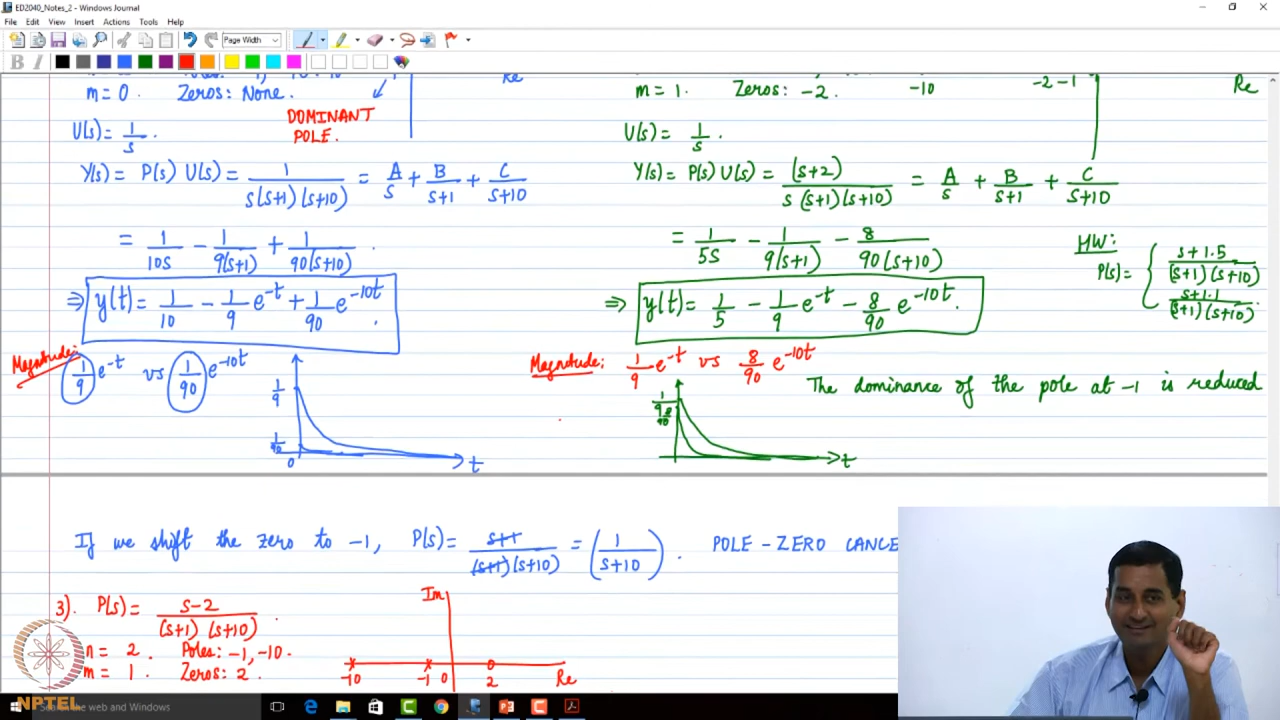 ED2040_Notes_2 - Windows Journal
File Edit View Insert Actions Tools Help
Page Width
B I
m = 0 Zeros: None.
DOMINANT
POLE.
Re
U(s) = 1/s.
Y(s) = P(s) U(s) = 1/(s(s+1)(s+10)) = A/s + B/(s+1) + C/(s+10)
= 1/(10s) - 1/(9(s+1)) + 1/(90(s+10)).
⇒ y(t) = 1/10 - 1/9 e^{-t} + 1/90 e^{-10t}.
Magnitude: 1/9 e^{-t} vs 1/90 e^{-10t}
1/9
1/90
0
t
m = 1. Zeros: -2.
-10
-2 -1
Re
U(s) = 1/s.
Y(s) = P(s) U(s) = (s+2)/(s(s+1)(s+10)) = A/s + B/(s+1) + C/(s+10)
= 1/(5s) - 1/(9(s+1)) - 8/(90(s+10))
⇒ y(t) = 1/5 - 1/9 e^{-t} - 8/90 e^{-10t}.
HW:
P(s) = { (s+1.5)/((s+1)(s+10))
(s+1.1)/((s+1)(s+10)).
Magnitude: 1/9 e^{-t} vs 8/90 e^{-10t}
The dominance of the pole at -1 is reduced
1/9
8/90
t
If we shift the zero to -1, P(s) = (s+1)/((s+1)(s+10)) = (1/(s+10)). POLE-ZERO CANCE
3). P(s) = (s-2)/((s+1)(s+10)).
n = 2. Poles: -1, -10.
m = 1. Zeros: 2.
Im
-10
-1
0
2
Re
NPTEL
Search the web and Windows